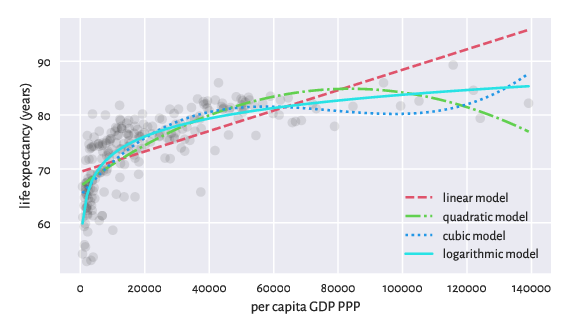 90
80
70
60
life expectancy (years)
linear model
quadratic model
cubic model
logarithmic model
0 20000 40000 60000 80000 100000 120000 140000
per capita GDP PPP